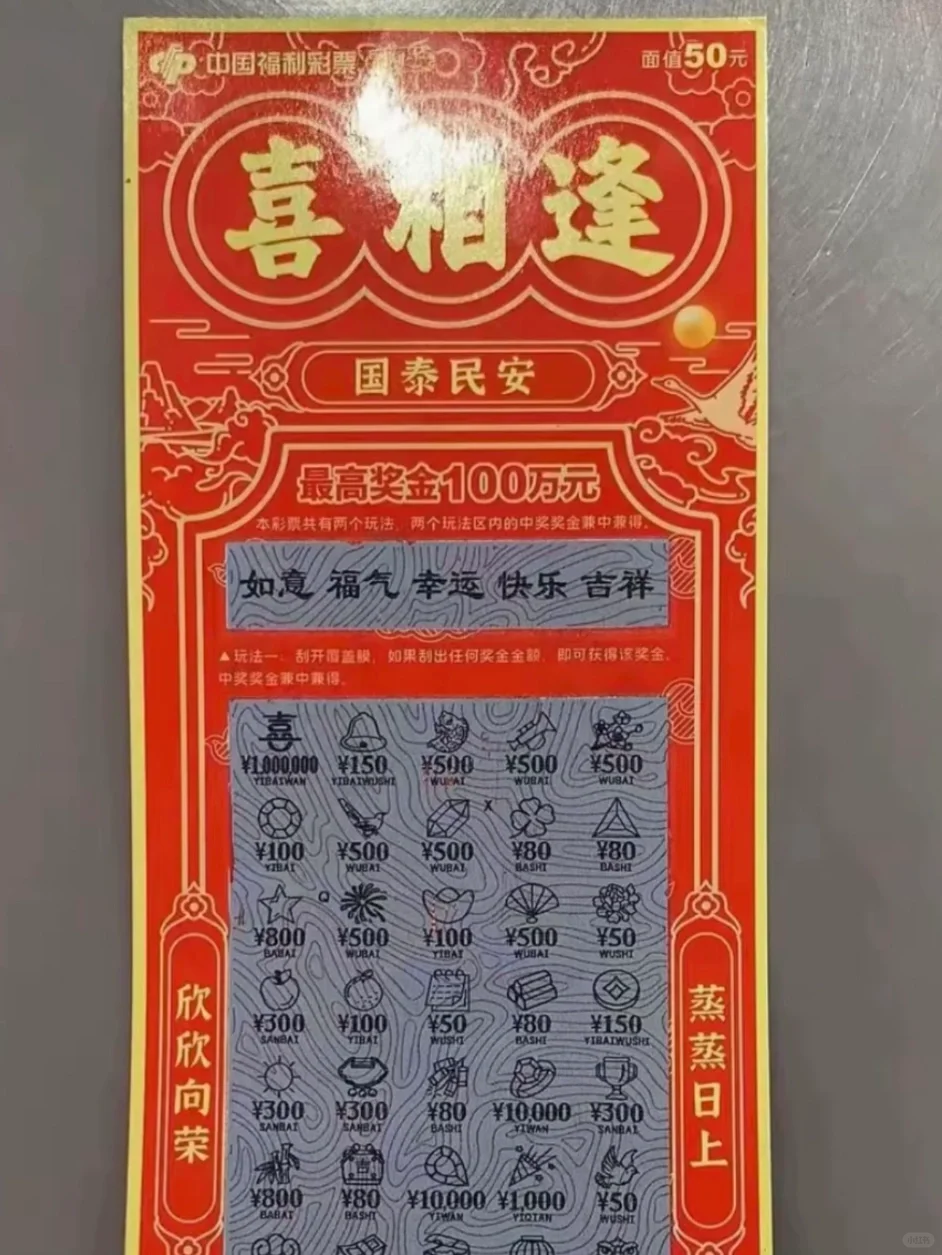 中国福利彩票
面值50元
喜相逢
国泰民安
最高奖金100万元
本彩票共有两个玩法，两个玩法区内的中奖奖金兼中兼得。
如意 福气 幸运 快乐 吉祥
▲玩法一：刮开覆盖膜，如果刮出任何奖金金额，即可获得该奖金。
中奖奖金兼中兼得。
喜
¥1,000,000 ¥150 ¥500 ¥500 ¥500
YIBAIWAN YIBAIWUSHI WUBAI WUBAI WUBAI
¥100 ¥500 ¥500 ¥80 ¥80
YIBAI WUBAI WUBAI BASHI BASHI
¥800 ¥500 ¥100 ¥500 ¥50
BABAI WUBAI YIBAI WUBAI WUSHI
¥300 ¥100 ¥50 ¥80 ¥150
SANBAI YIBAI WUSHI BASHI YIBAIWUSHI
¥300 ¥300 ¥80 ¥10,000 ¥300
SANBAI SANBAI BASHI YIWAN SANBAI
吉
¥800 ¥80 ¥10,000 ¥1,000 ¥50
BABAI BASHI YIWAN YIQIAN WUSHI
欣欣向荣
蒸蒸日上